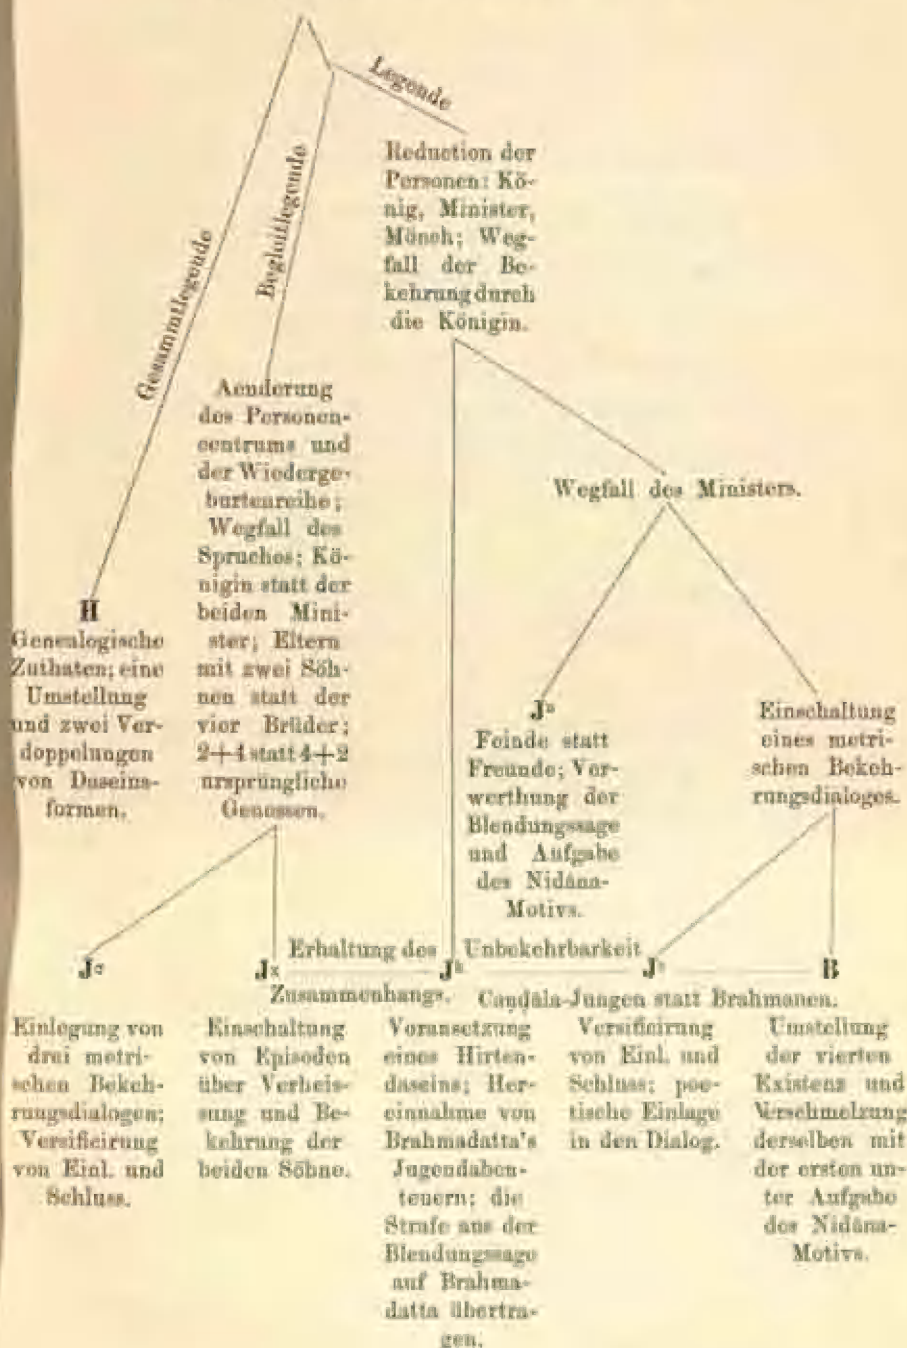 Legende
Begleitlegende
Gesammtlegende
Reduction der
Personen: Kö-
nig, Minister,
Mönch; Weg-
fall der Be-
kehrung durch
die Königin.
Aenderung
des Personen-
centrums und
der Wiederge-
burtenreihe;
Wegfall des
Spruches; Kö-
nigin statt der
beiden Mini-
ster; Eltern
mit zwei Söh-
nen statt der
vier Brüder;
2+4 statt 4+2
ursprüngliche
Genossen.
Wegfall des Ministers.
H
Genealogische
Zuthaten; eine
Umstellung
und zwei Ver-
doppelungen
von Daseins-
formen.
J
Feinde statt
Freunde; Ver-
werthung der
Blendungssage
und Aufgabe
des Nidâna-
Motivs.
Einschaltung
eines metri-
schen Bekeh-
rungsdialoges.
Erhaltung des
Zusammenhangs.
Unbekehrbarkeit
Caṇḍâla-Jungen statt Brahmanen.
Jc
Einlegung von
drei metri-
schen Bekeh-
rungsdialogen;
Versificirung
von Einl. und
Schluss.
Jx
Einschaltung
von Episoden
über Verheis-
sung und Be-
kehrung der
beiden Söhne.
J
Voransetzung
eines Hirten-
daseins; Her-
einnahme von
Brahmadatta's
Jugendaben-
teuern; die
Strafe aus der
Blendungssage
auf Brahma-
datta übertra-
gen.
J
Versificirung
von Einl. und
Schluss; poe-
tische Einlage
in den Dialog.
B
Umstellung
der vierten
Existenz und
Verschmelzung
derselben mit
der ersten un-
ter Aufgabe
des Nidâna-
Motivs.